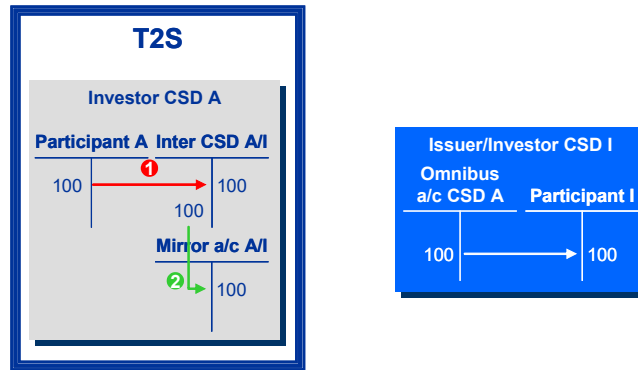 T2S
Investor CSD A
Participant A Inter CSD A/I
1
100 100
100
Mirror a/c A/I
2 100
Issuer/Investor CSD I
Omnibus
a/c CSD A Participant I
100 100